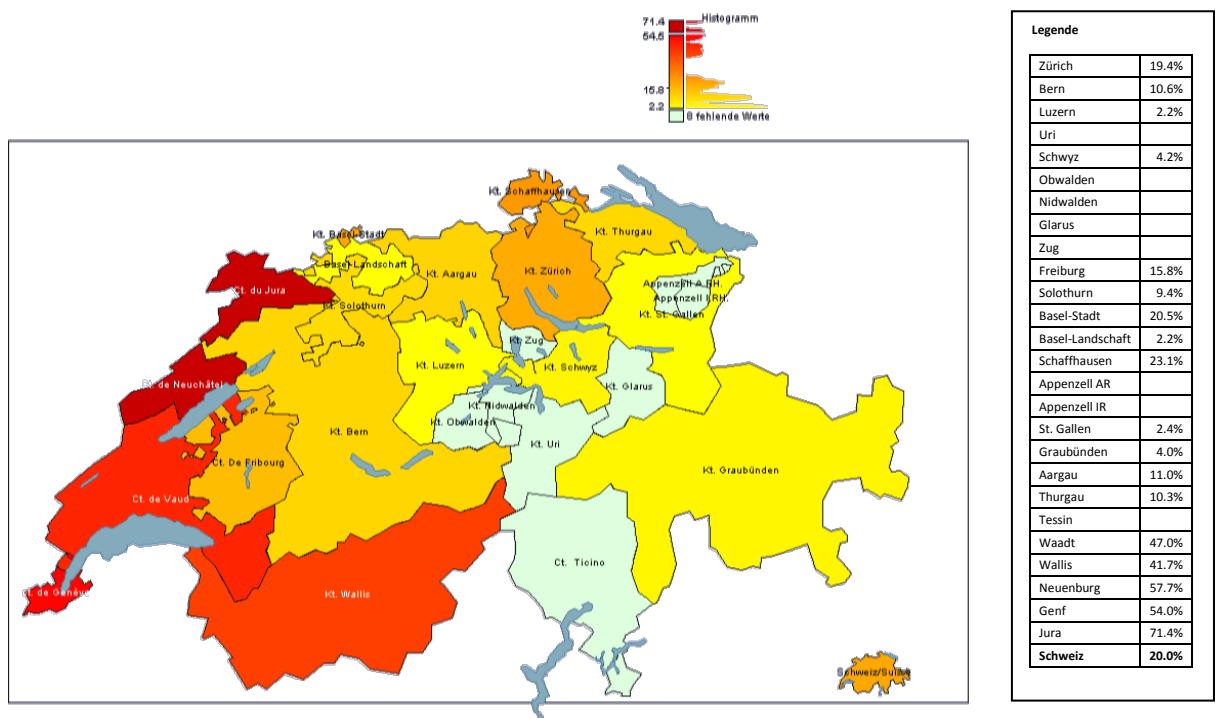 71.4 Histogramm
54.5
15.8
2.2
8 fehlende Werte
Kt. Schaffhausen
Kt. Basel-Stadt
Kt. Thurgau
Basel-Landschaft
Kt. Aargau
Kt. Zürich
Ct. du Jura
Appenzell A.RH.
Appenzell I.RH.
Kt. Solothurn
Kt. St. Gallen
Kt. Zug
Kt. Luzern
Kt. Schwyz
Ct. de Neuchâtel
Kt. Glarus
Kt. Nidwalden
Kt. Obwalden
Kt. Bern
Kt. Uri
Ct. De Fribourg
Kt. Graubünden
Ct. de Vaud
Ct. Ticino
Ct. de Genève
Kt. Wallis
Legende
Zürich 19.4%
Bern 10.6%
Luzern 2.2%
Uri
Schwyz 4.2%
Obwalden
Nidwalden
Glarus
Zug
Freiburg 15.8%
Solothurn 9.4%
Basel-Stadt 20.5%
Basel-Landschaft 2.2%
Schaffhausen 23.1%
Appenzell AR
Appenzell IR
St. Gallen 2.4%
Graubünden 4.0%
Aargau 11.0%
Thurgau 10.3%
Tessin
Waadt 47.0%
Wallis 41.7%
Neuenburg 57.7%
Genf 54.0%
Jura 71.4%
Schweiz 20.0%